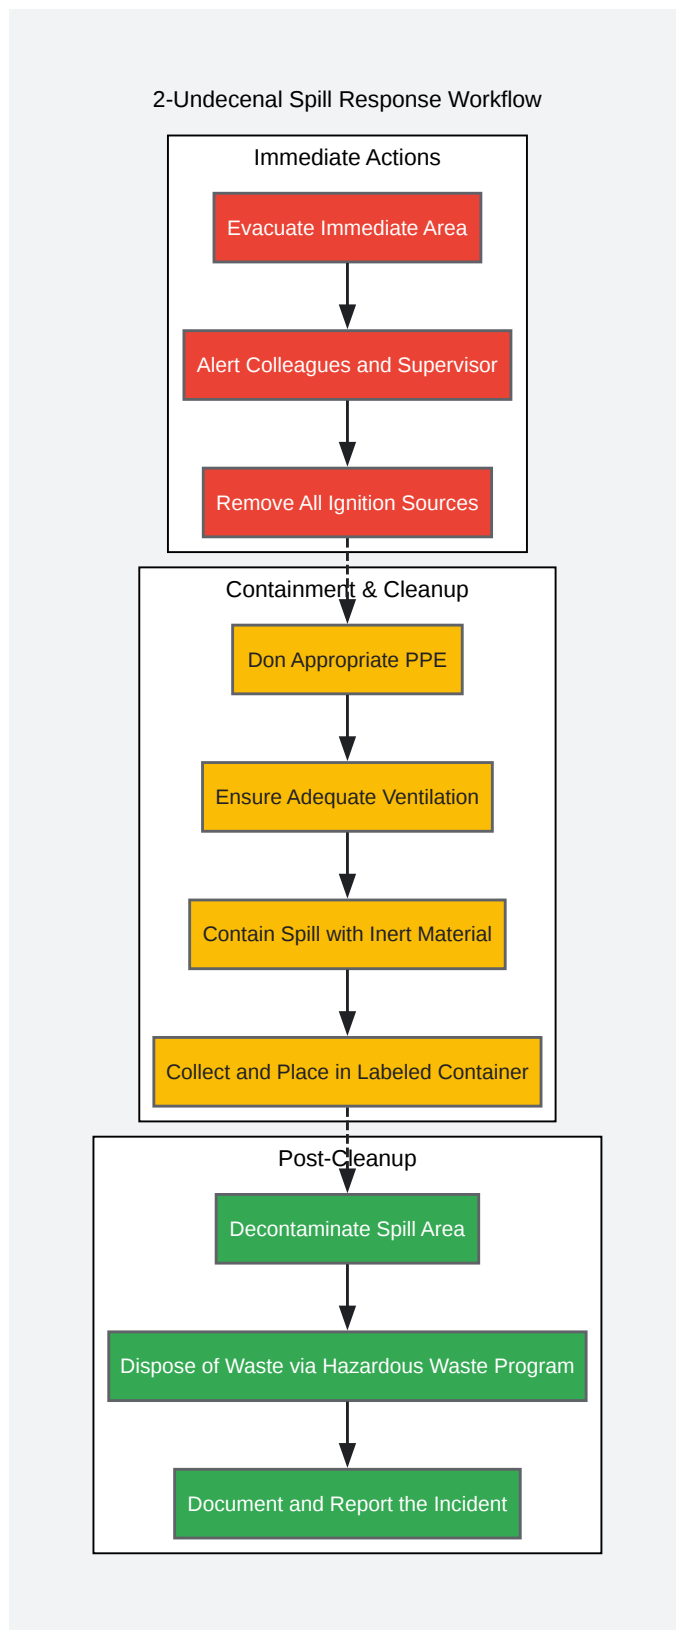 2-Undecenal Spill Response Workflow
Immediate Actions
Evacuate Immediate Area
Alert Colleagues and Supervisor
Remove All Ignition Sources
Containment & Cleanup
Don Appropriate PPE
Ensure Adequate Ventilation
Contain Spill with Inert Material
Collect and Place in Labeled Container
Post-Cleanup
Decontaminate Spill Area
Dispose of Waste via Hazardous Waste Program
Document and Report the Incident